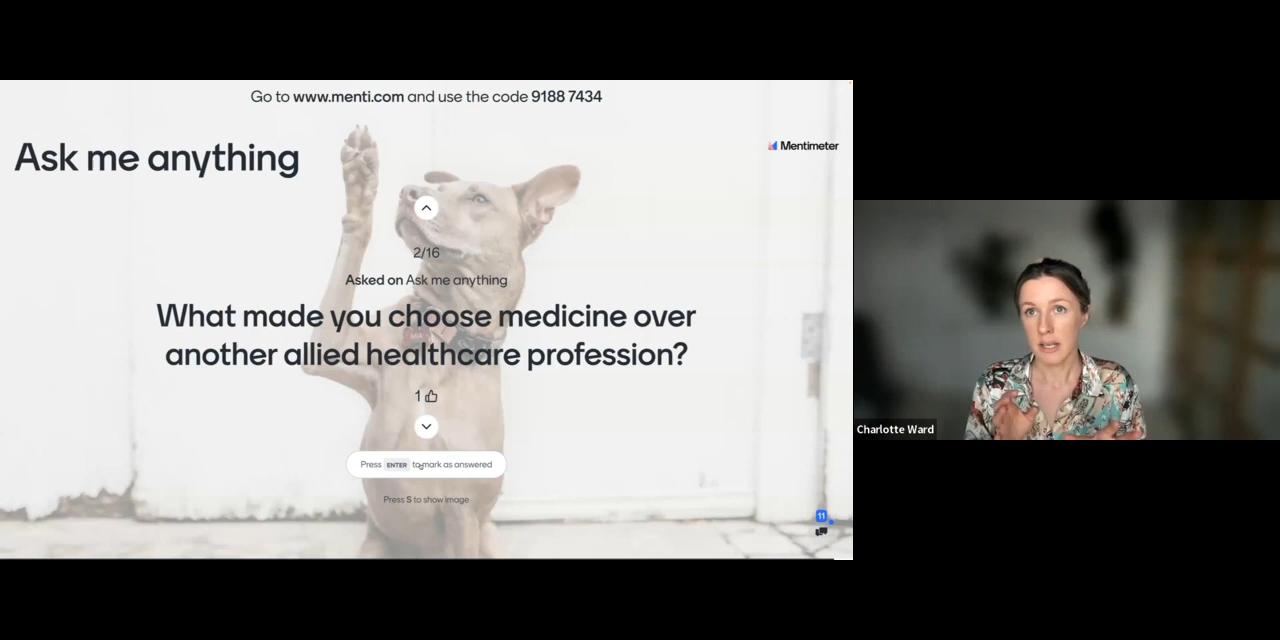 Go to www.menti.com and use the code 9188 7434
Ask me anything
Mentimeter
2/16
Asked on Ask me anything
What made you choose medicine over
another allied healthcare profession?
1
Press ENTER to mark as answered
Press S to show image
11
Charlotte Ward